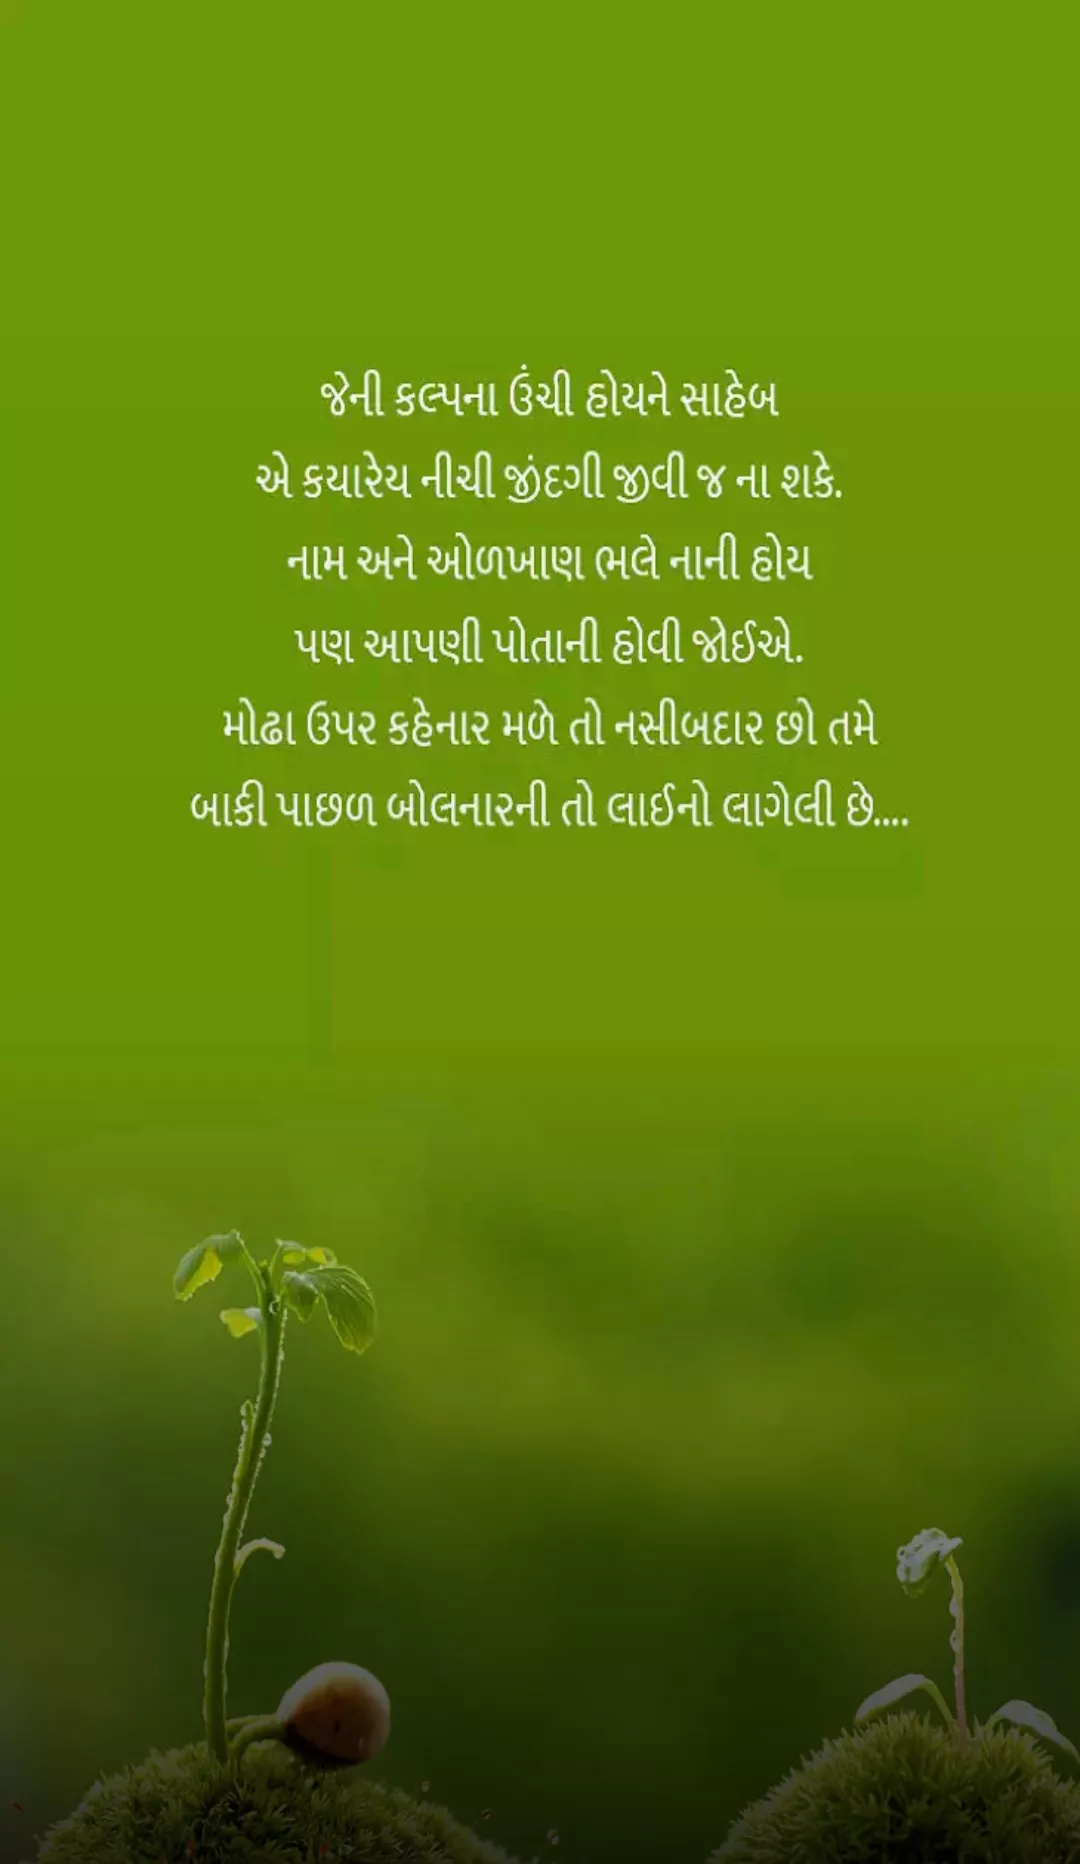 જેની કલ્પના ઉંચી હોયને સાહેબ
એ કયારેય નીચી જીંદગી જીવી જ ના શકે.
નામ અને ઓળખાણ ભલે નાની હોય
પણ આપણી પોતાની હોવી જોઈએ.
મોઢા ઉપર કહેનાર મળે તો નસીબદાર છો તમે
બાકી પાછળ બોલનારની તો લાઈનો લાગેલી છે....